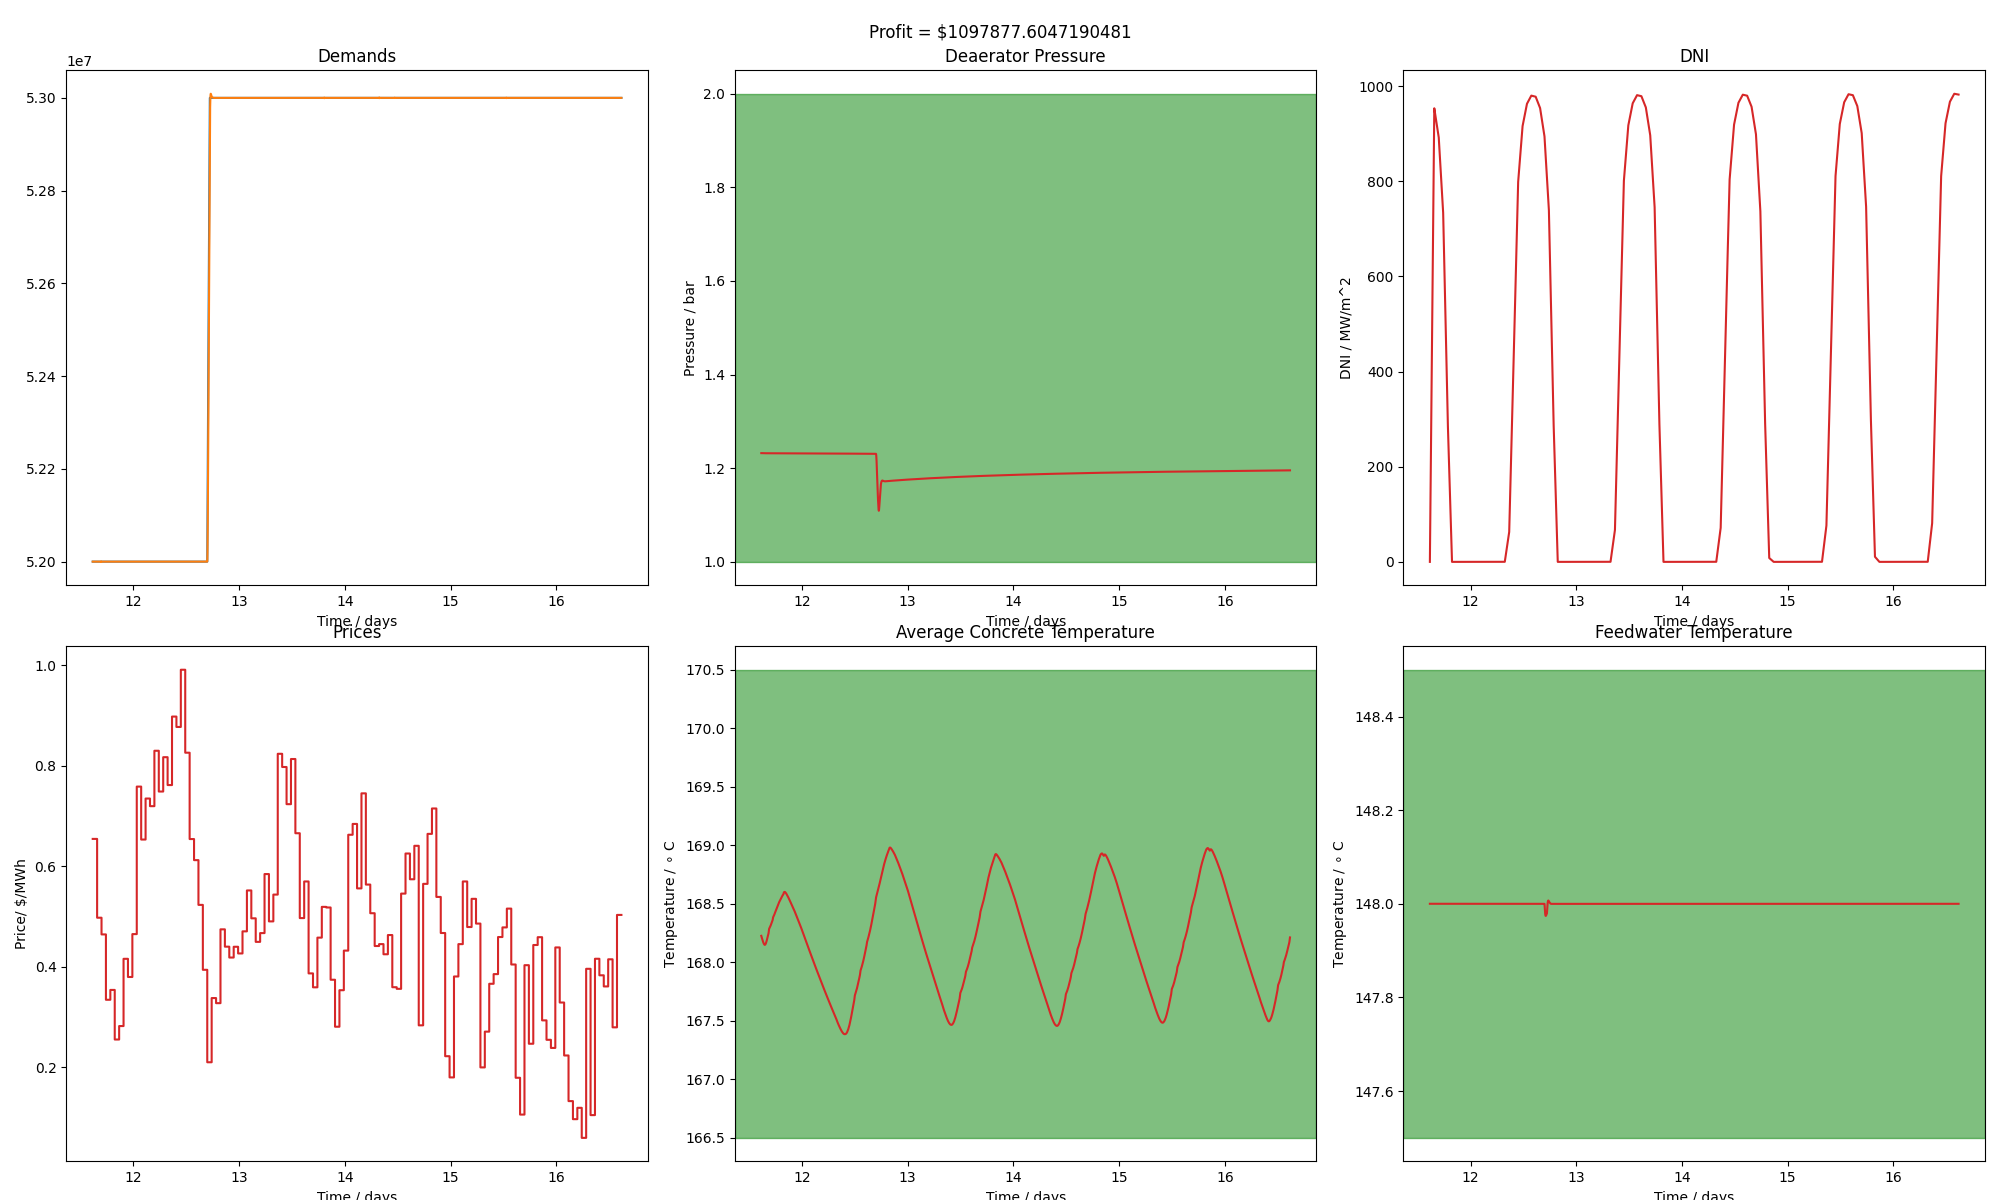 Profit = $1097877.6047190481
Demands
1e7
5.30
5.28
5.26
5.24
5.22
5.20
12 13 14 15 16
Time / days
Deaerator Pressure
Pressure / bar
2.0
1.8
1.6
1.4
1.2
1.0
12 13 14 15 16
Time / days
DNI
DNI / MW/m^2
1000
800
600
400
200
0
12 13 14 15 16
Time / days
Prices
Price/ $/MWh
1.0
0.8
0.6
0.4
0.2
12 13 14 15 16
Time / days
Average Concrete Temperature
Temperature / ∘ C
170.5
170.0
169.5
169.0
168.5
168.0
167.5
167.0
166.5
12 13 14 15 16
Time / days
Feedwater Temperature
Temperature / ∘ C
148.4
148.2
148.0
147.8
147.6
12 13 14 15 16
Time / days